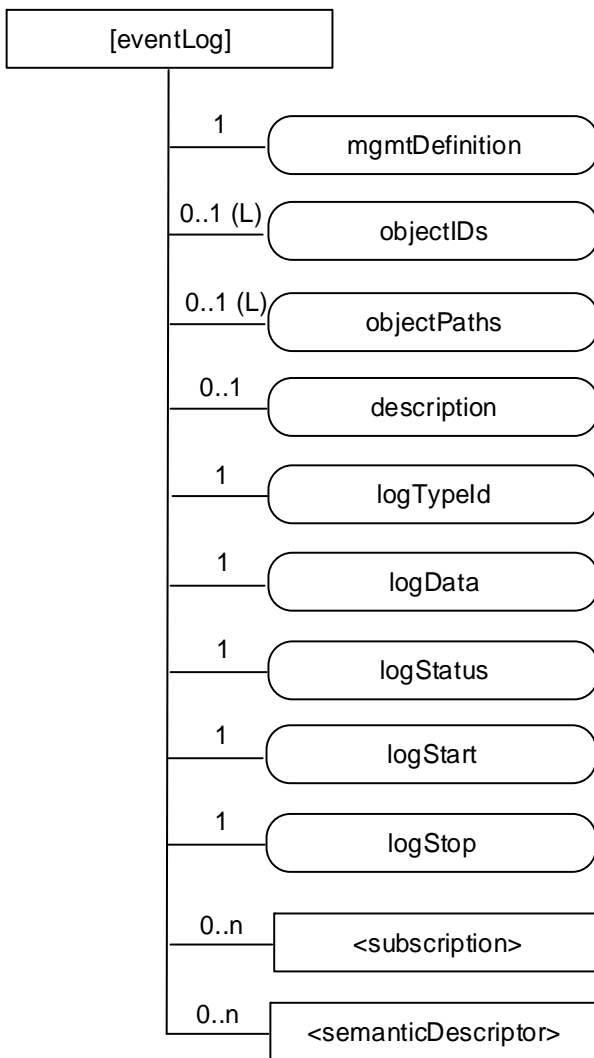 [eventLog]
1
mgmtDefinition
0..1 (L)
objectIDs
0..1 (L)
objectPaths
0..1
description
1
logTypeId
1
logData
1
logStatus
1
logStart
1
logStop
0..n
<subscription>
0..n
<semanticDescriptor>